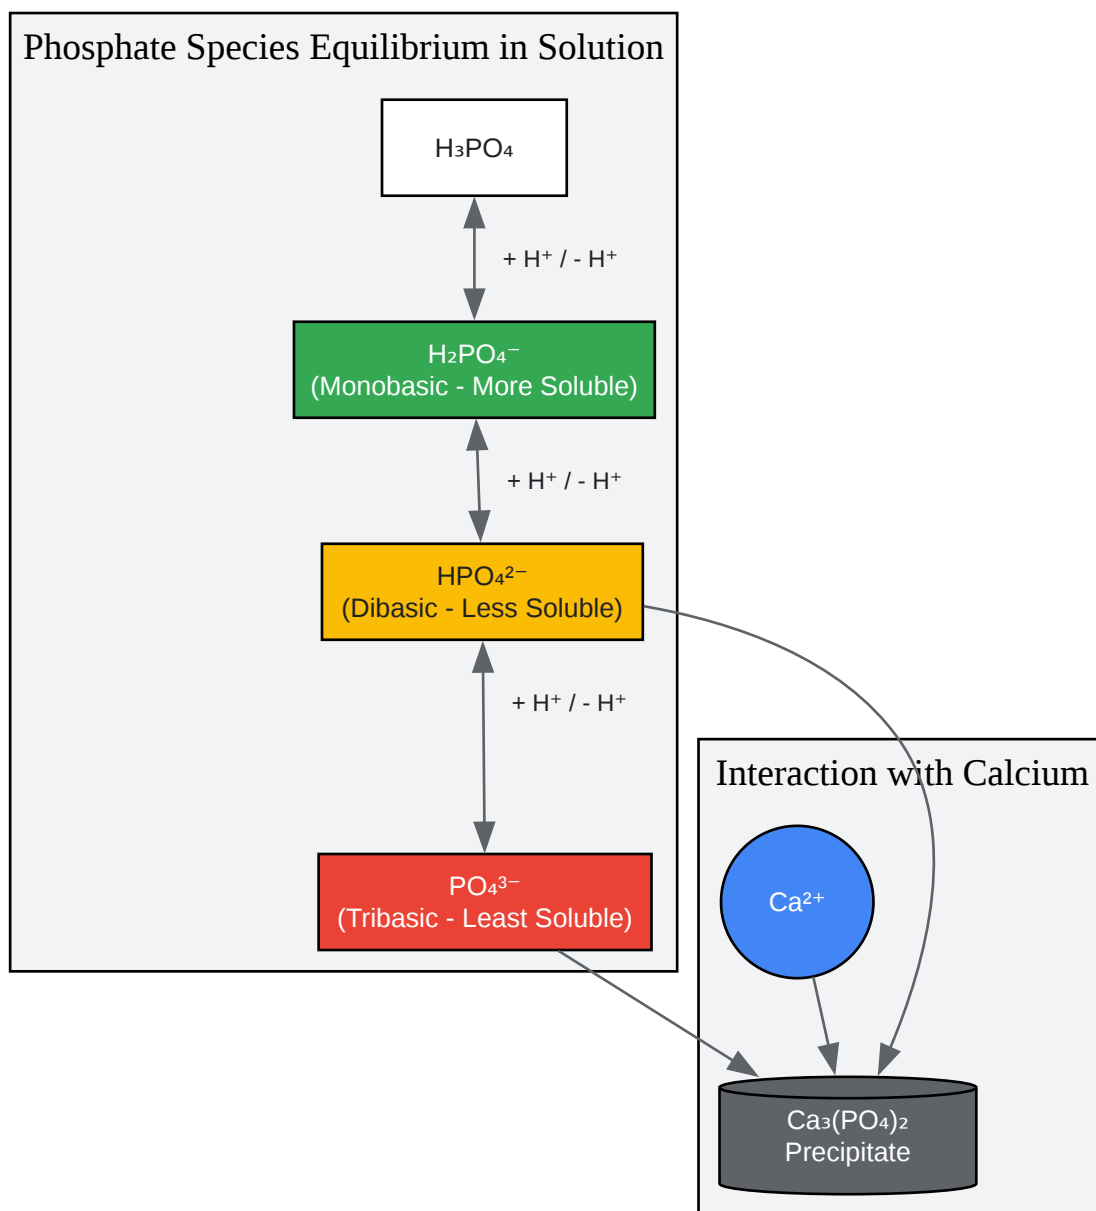 Phosphate Species Equilibrium in Solution
H₃PO₄
+ H⁺ / - H⁺
H₂PO₄⁻
(Monobasic - More Soluble)
+ H⁺ / - H⁺
HPO₄²⁻
(Dibasic - Less Soluble)
+ H⁺ / - H⁺
PO₄³⁻
(Tribasic - Least Soluble)
Interaction with Calcium
Ca²⁺
Ca₃(PO₄)₂
Precipitate